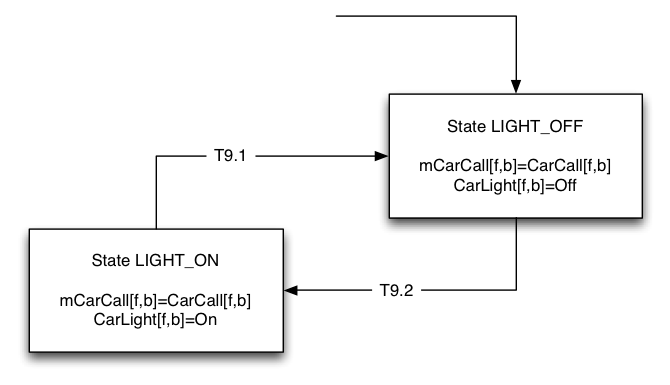 State LIGHT_OFF
mCarCall[f,b]=CarCall[f,b]
CarLight[f,b]=Off
T9.1
State LIGHT_ON
mCarCall[f,b]=CarCall[f,b]
CarLight[f,b]=On
T9.2